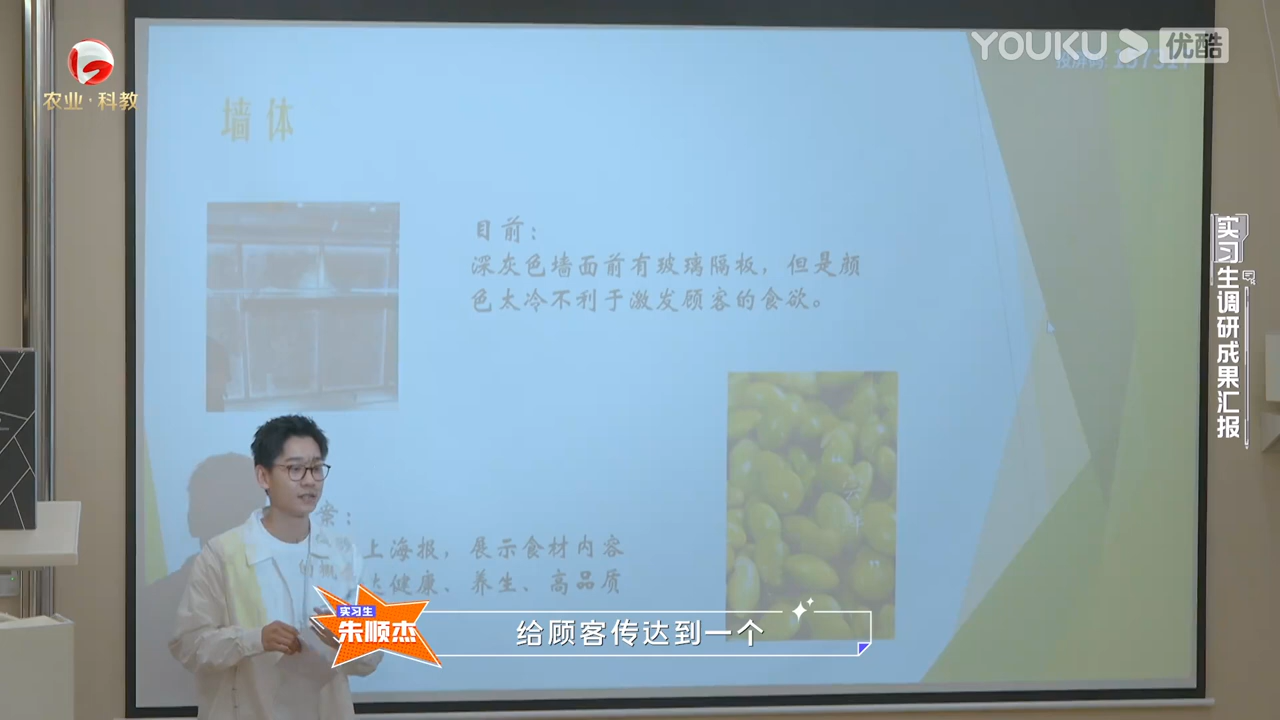 YOUKU 优酷
农业·科教
墙体
目前:
深灰色墙面前有玻璃隔板，但是颜
色太冷不利于激发顾客的食欲。
案:
上海报，展示食材内容
达健康、养生、高品质
实习生调研成果汇报
实习生
朱顺杰
给顾客传达到一个